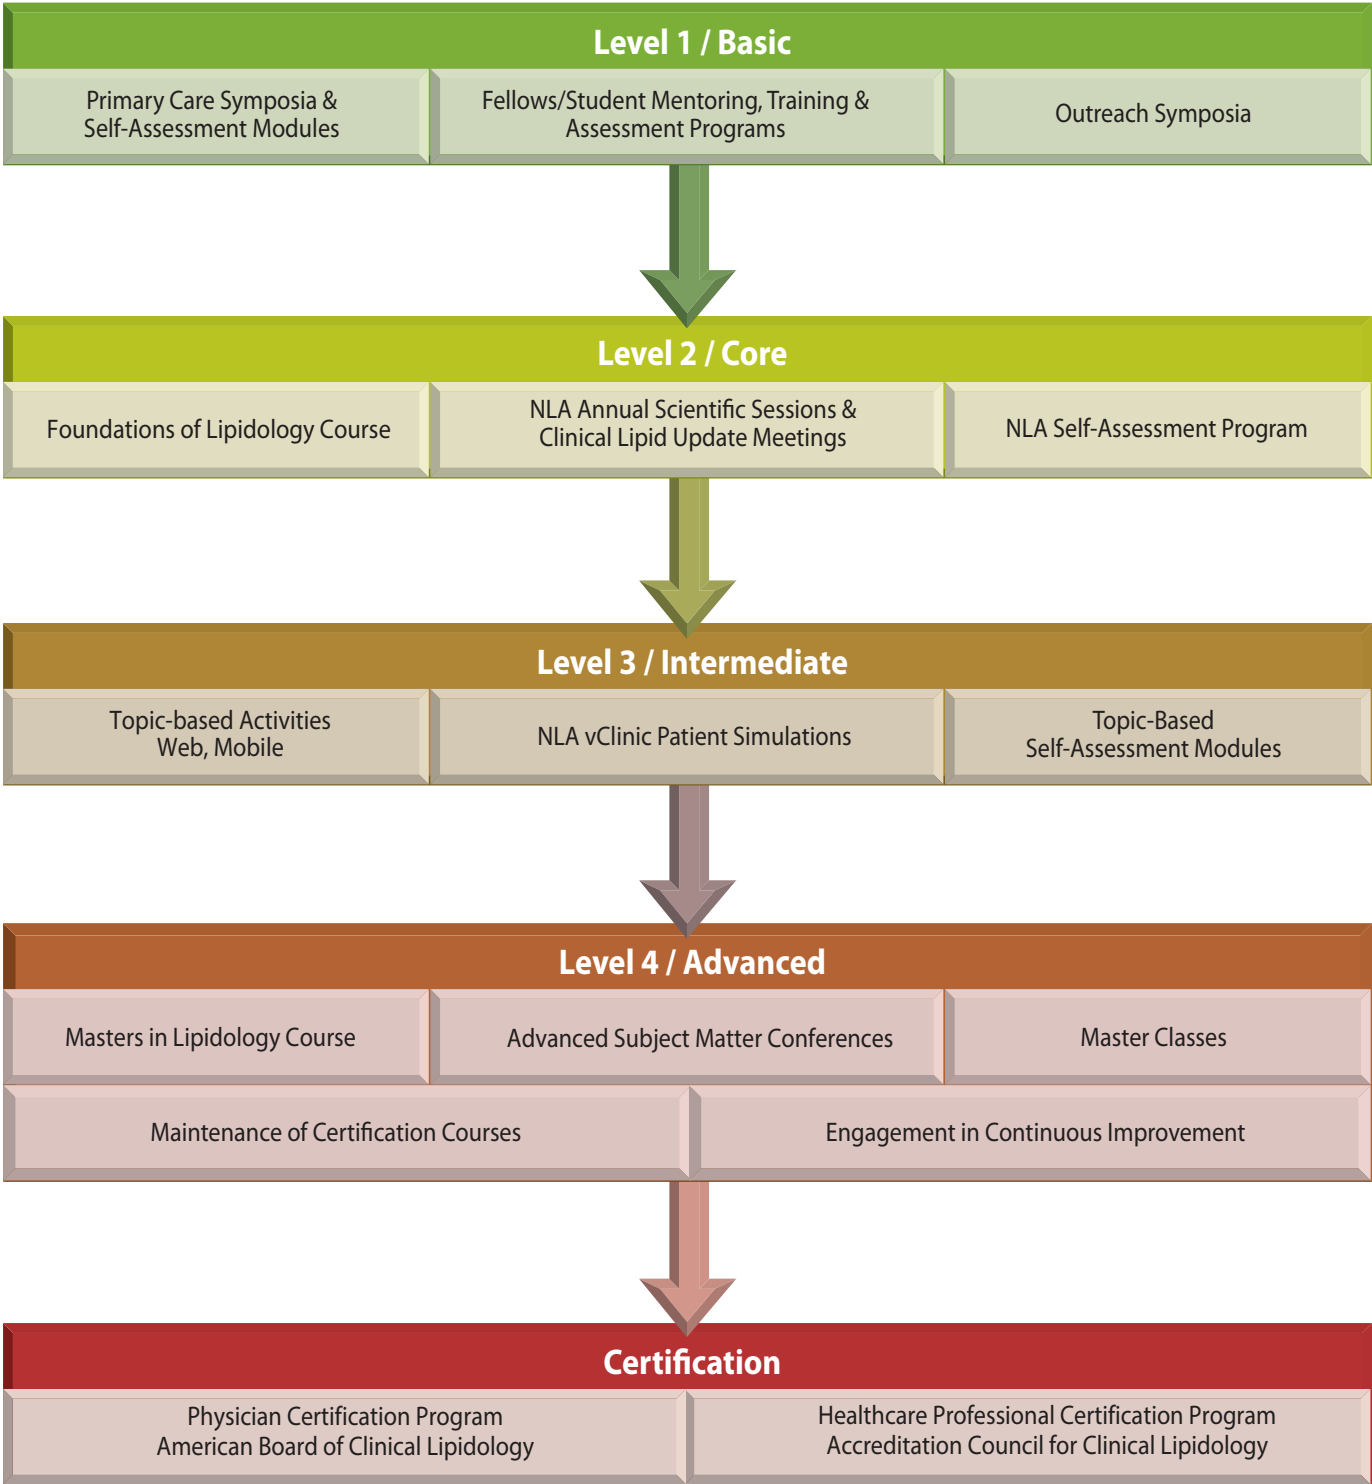 Level 1 / Basic
Primary Care Symposia &
Self-Assessment Modules
Fellows/Student Mentoring, Training &
Assessment Programs
Outreach Symposia
Level 2 / Core
Foundations of Lipidology Course
NLA Annual Scientific Sessions &
Clinical Lipid Update Meetings
NLA Self-Assessment Program
Level 3 / Intermediate
Topic-based Activities
Web, Mobile
NLA vClinic Patient Simulations
Topic-Based
Self-Assessment Modules
Level 4 / Advanced
Masters in Lipidology Course
Advanced Subject Matter Conferences
Master Classes
Maintenance of Certification Courses
Engagement in Continuous Improvement
Certification
Physician Certification Program
American Board of Clinical Lipidology
Healthcare Professional Certification Program
Accreditation Council for Clinical Lipidology